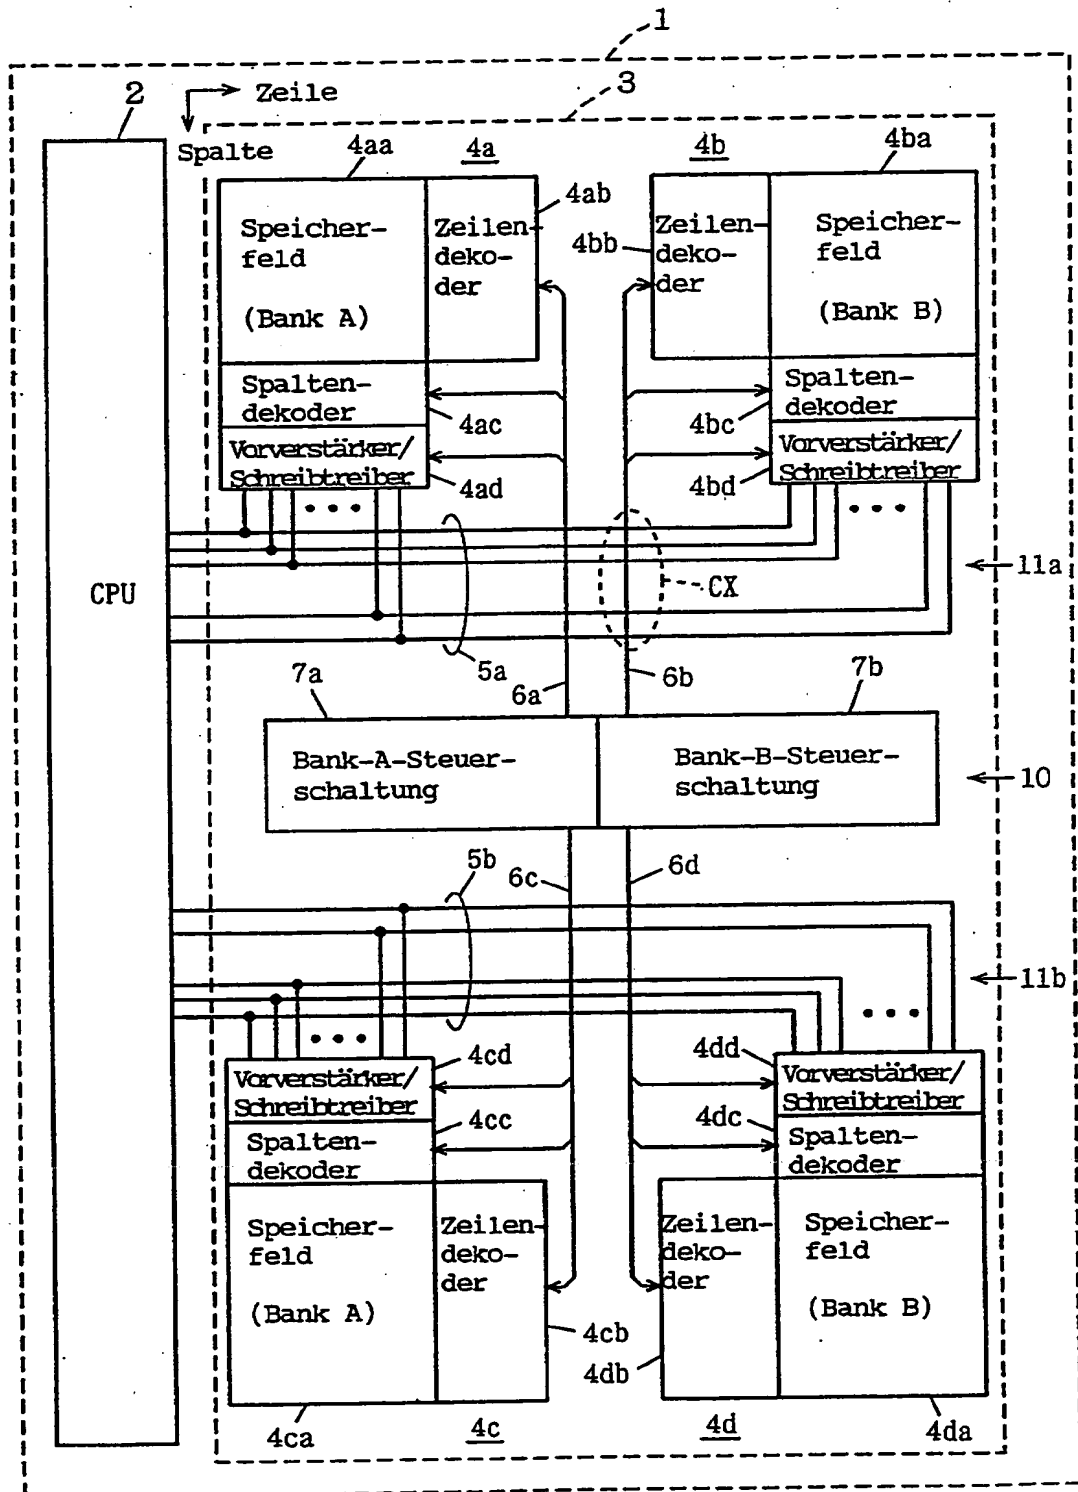 1
2
Zeile
3
Spalte
4aa
4a
4b
4ba
Speicher-
feld
(Bank A)
Zeilen-
deko-
der
4ab
4bb
Zeilen-
deko-
der
Speicher-
feld
(Bank B)
Spalten-
dekoder
4ac
4bc
Spalten-
dekoder
Vorverstärker/
Schreibtreiber
4ad
4bd
Vorverstärker/
Schreibtreiber
CPU
CX
11a
5a
7a
6a
6b
7b
Bank-A-Steuer-
schaltung
Bank-B-Steuer-
schaltung
10
5b
6c
6d
11b
4cd
4dd
Vorverstärker/
Schreibtreiber
Vorverstärker/
Schreibtreiber
4cc
4dc
Spalten-
dekoder
Spalten-
dekoder
Speicher-
feld
(Bank A)
Zeilen-
deko-
der
Zeilen-
deko-
der
Speicher-
feld
(Bank B)
4cb
4db
4ca
4c
4d
4da